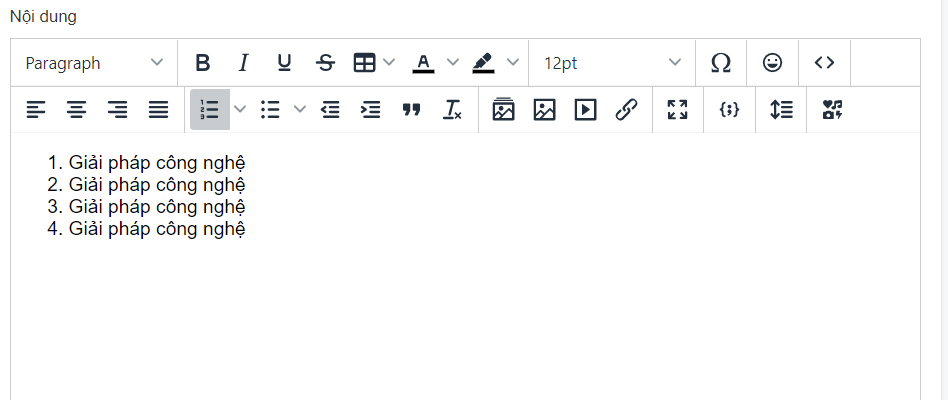 Nội dung
Paragraph
12pt
1. Giải pháp công nghệ
2. Giải pháp công nghệ
3. Giải pháp công nghệ
4. Giải pháp công nghệ